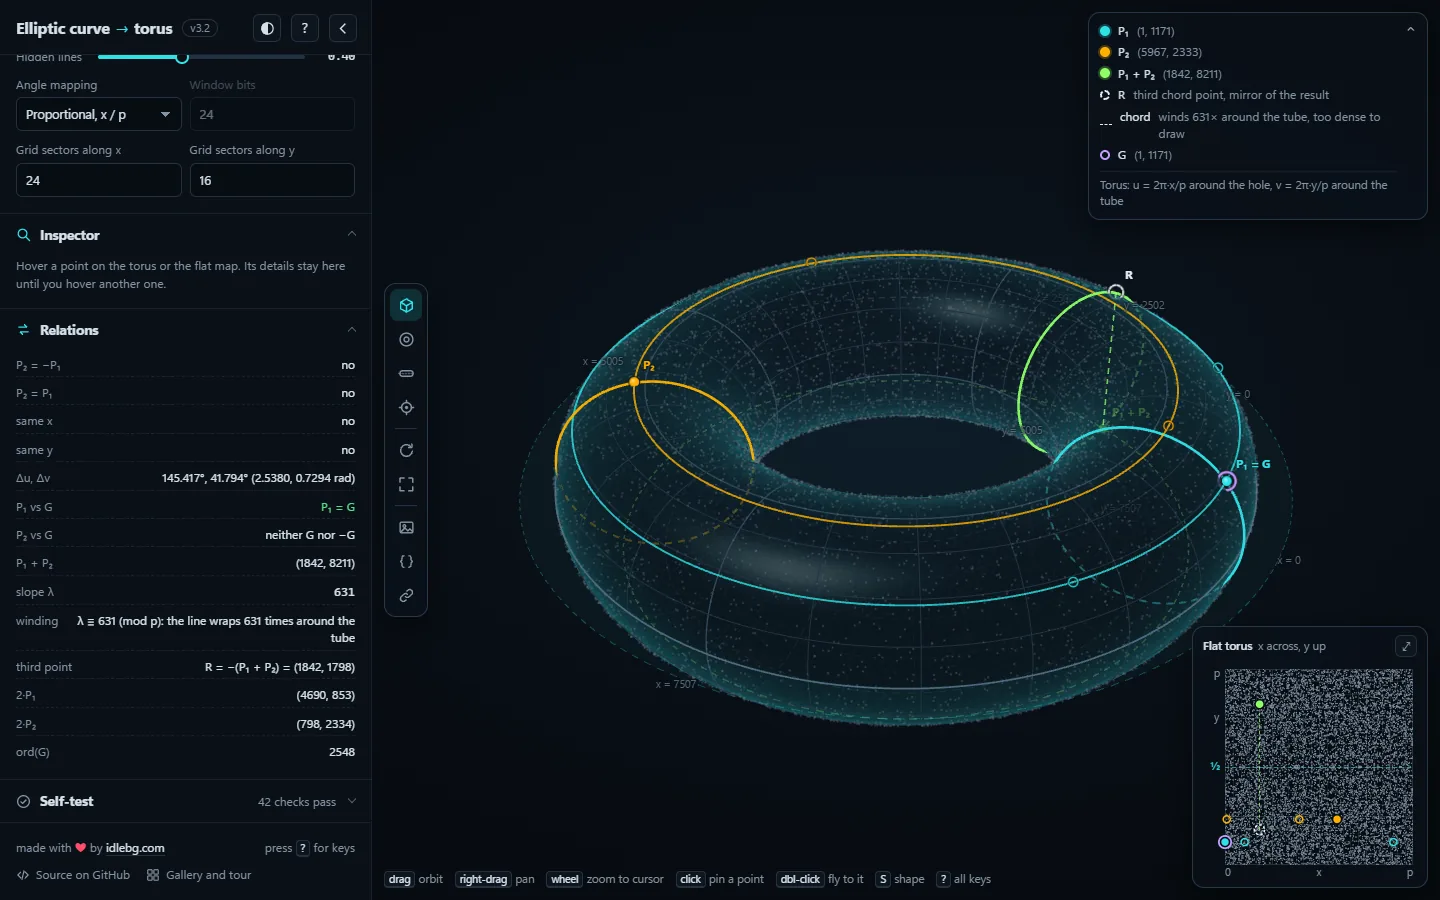 Elliptic curve → torus v3.2 ?
Hidden lines 0.40
Angle mapping Window bits
Proportional, x / p 24
Grid sectors along x Grid sectors along y
24 16
Inspector
Hover a point on the torus or the flat map. Its details stay here
until you hover another one.
Relations
P₂ = −P₁ no
P₂ = P₁ no
same x no
same y no
Δu, Δv 145.417°, 41.794° (2.5380, 0.7294 rad)
P₁ vs G P₁ = G
P₂ vs G neither G nor −G
P₁ + P₂ (1842, 8211)
slope λ 631
winding λ ≡ 631 (mod p): the line wraps 631 times around the
tube
third point R = −(P₁ + P₂) = (1842, 1798)
2·P₁ (4690, 853)
2·P₂ (798, 2334)
ord(G) 2548
Self-test 42 checks pass
made with ❤ by idlebg.com press ? for keys
Source on GitHub Gallery and tour
P₁ (1, 1171)
P₂ (5967, 2333)
P₁ + P₂ (1842, 8211)
R third chord point, mirror of the result
chord winds 631× around the tube, too dense to
draw
G (1, 1171)
Torus: u = 2π·x/p around the hole, v = 2π·y/p around the
tube
R
y = 2502
x = 5005
P₂
= 0
P₁ + P₂
y = 5005
P₁ = G
x = 0
x = 7507
Flat torus x across, y up
p
y
½
0 x p
drag orbit right-drag pan wheel zoom to cursor click pin a point dbl-click fly to it S shape ? all keys